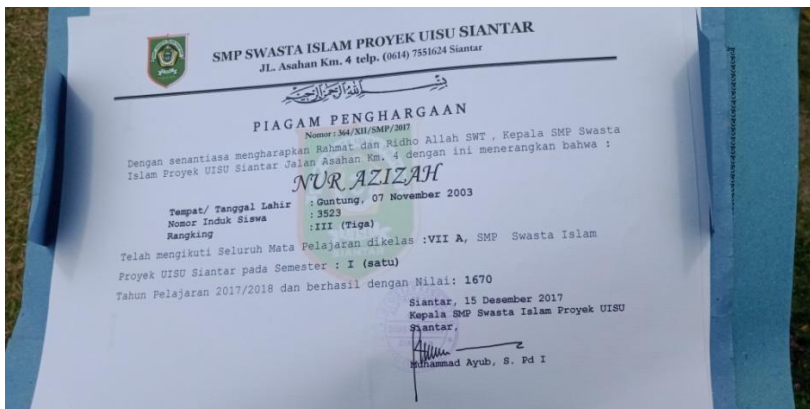 SMP SWASTA ISLAM PROYEK UISU SIANTAR
JL. Asahan Km. 4 telp. (0614) 7551624 Siantar
بِسْمِ اللَّهِ الرَّحْمَٰنِ الرَّحِيمِ
PIAGAM PENGHARGAAN
Nomor : 364/XII/SMP/2017
Dengan senantiasa mengharapkan Rahmat dan Ridho Allah SWT , Kepala SMP Swasta
Islam Proyek UISU Siantar Jalan Asahan Km. 4 dengan ini menerangkan bahwa :
NUR AZIZAH
Tempat/ Tanggal Lahir : Guntung, 07 November 2003
Nomor Induk Siswa : 3523
Rangking :III (Tiga)
Telah mengikuti Seluruh Mata Pelajaran dikelas :VII A, SMP Swasta Islam
Proyek UISU Siantar pada Semester : I (satu)
Tahun Pelajaran 2017/2018 dan berhasil dengan Nilai: 1670
Siantar, 15 Desember 2017
Kepala SMP Swasta Islam Proyek UISU
Siantar.
Muhammad Ayub, S. Pd I